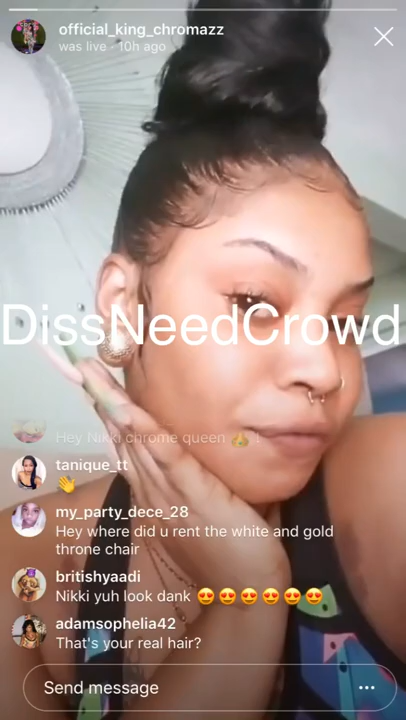 official_king_chromazz
was live · 10h ago
DissNeedCrowd
Hey Nikki chrome queen 👍🏽 !
tanique_tt
👋
my_party_dece_28
Hey where did u rent the white and gold
throne chair
britishyaadi
Nikki yuh look dank 😍😍😍😍😍😍
adamsophelia42
That's your real hair?
Send message